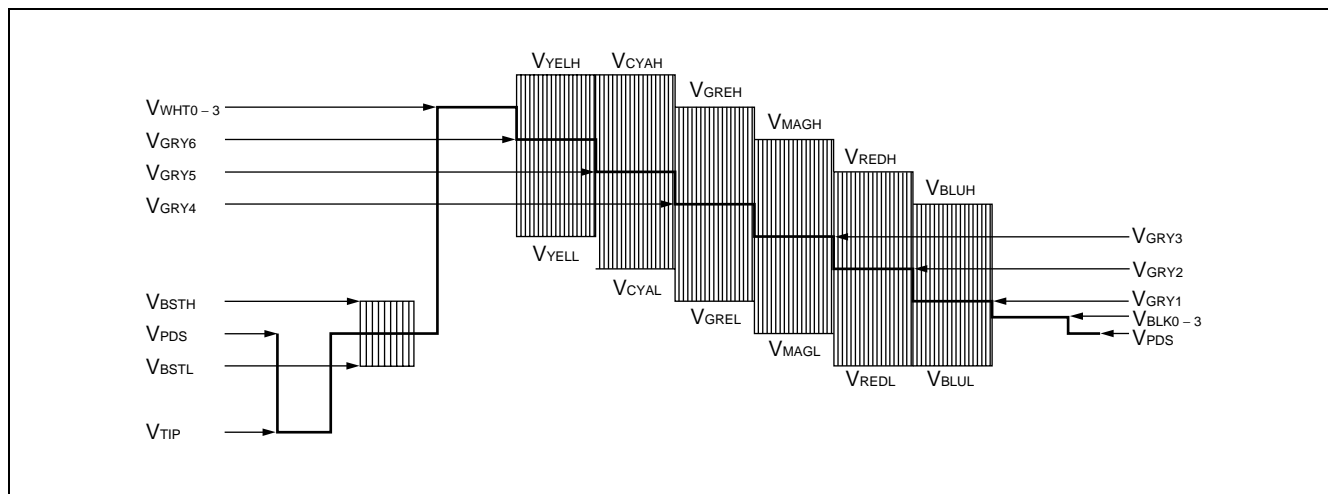 VYELH
VCYAH
VGREH
VMAGH
VREDH
VBLUH
VWHT0 – 3
VGRY6
VGRY5
VGRY4
VBSTH
VPDS
VBSTL
VTIP
VYELL
VCYAL
VGREL
VMAGL
VREDL
VBLUL
VGRY3
VGRY2
VGRY1
VBLK0 – 3
VPDS